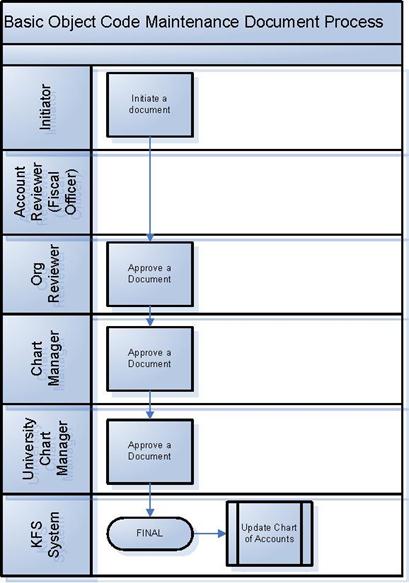 Basic Object Code Maintenance Document Process
Initiator
Initiate a
document
Account
Reviewer
(Fiscal
Officer)
Org
Reviewer
Approve a
Document
Chart
Manager
Approve a
Document
University
Chart
Manager
Approve a
Document
KFS
System
FINAL
Update Chart
of Accounts